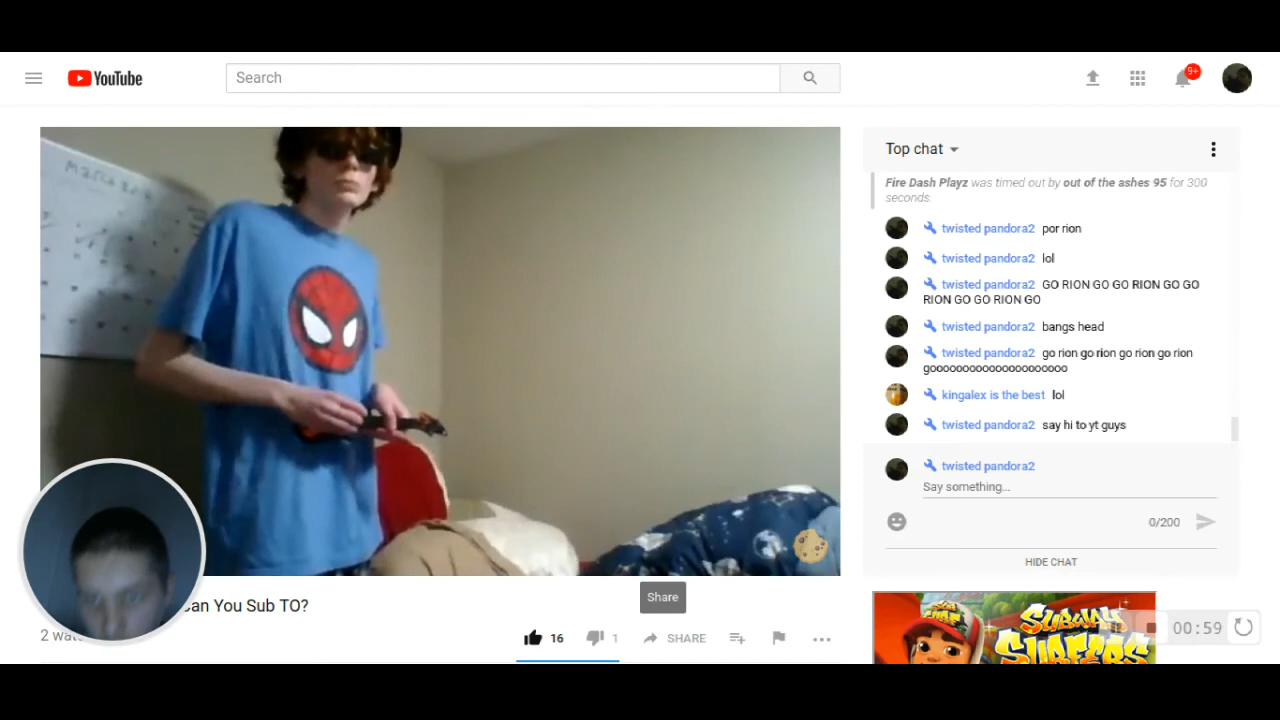 YouTube
Search
9+
Top chat
Fire Dash Playz was timed out by out of the ashes 95 for 300
seconds.
twisted pandora2 por rion
twisted pandora2 lol
twisted pandora2 GO RION GO GO RION GO GO
RION GO GO RION GO
twisted pandora2 bangs head
twisted pandora2 go rion go rion go rion go rion
goooooooooooooooooooooo
kingalex is the best lol
twisted pandora2 say hi to yt guys
twisted pandora2
Say something...
0/200
HIDE CHAT
Share
an You Sub TO?
2 wat
16
1
SHARE
SUBWAY
SURFERS
00:59